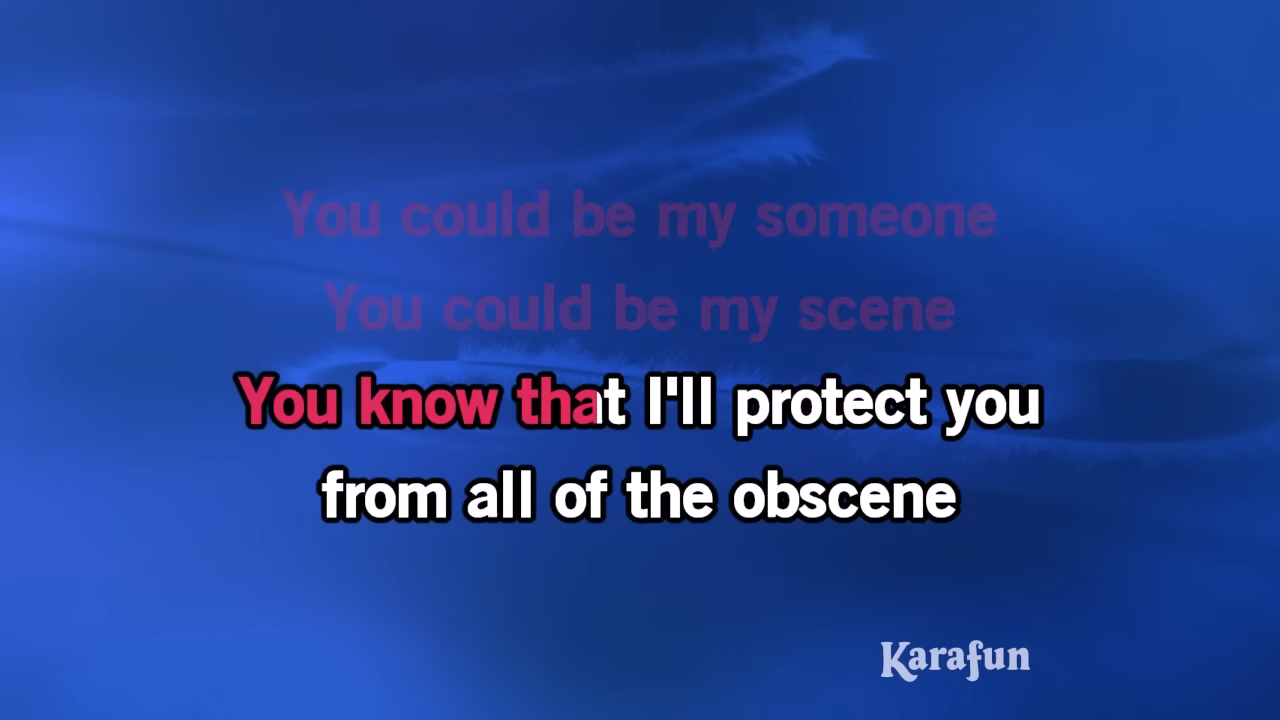 You could be my someone
You could be my scene
You know that I'll protect you
from all of the obscene
Karafun